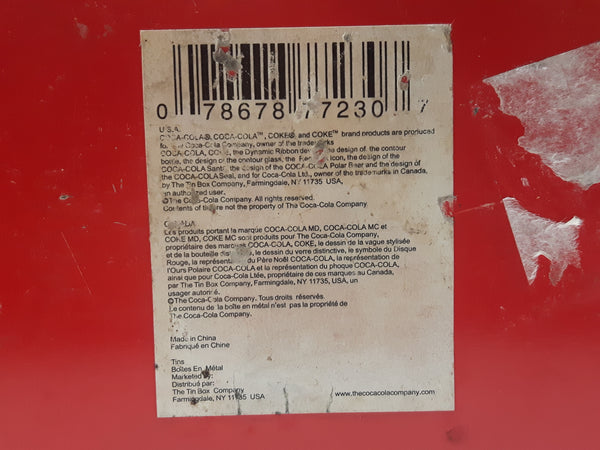 0 78678 77230 7
U.S.A.
COCA-COLA®, COCA-COLA™, COKE® and COKE™ brand products are produced
for The Coca-Cola Company, owner of the trademarks
COCA-COLA, COKE, the Dynamic Ribbon device, the design of the contour
bottle, the design of the contour glass, the Red Disc Icon, the design of the
COCA-COLA Santa, the design of the COCA-COLA Polar Bear and the design of
the COCA-COLA Seal, and for Coca-Cola Ltd., owner of the trademarks in Canada,
by The Tin Box Company, Farmingdale, NY 11735 USA,
an authorized user.
©The Coca-Cola Company. All rights reserved.
Contents of tin are not the property of The Coca-Cola Company.
CANADA
Les produits portant la marque COCA-COLA MD, COCA-COLA MC et
COKE MD, COKE MC sont produits pour The Coca-Cola Company,
propriétaire des marques COCA-COLA, COKE, le dessin de la vague stylisée
et de la bouteille distinctive, le dessin du verre distinctive, le symbole du Disque
Rouge, la représentation du Père Noël COCA-COLA, la représentation de
l'Ours Polaire COCA-COLA et la représentation du phoque COCA-COLA,
ainsi que pour Coca-Cola Ltée, propriétaire de ces marques au Canada,
par The Tin Box Company, Farmingdale, NY 11735 USA, un
usager autorisé.
©The Coca-Cola Company. Tous droits réservés.
Le contenu de la boîte en métal n'est pas la propriété de
The Coca-Cola Company.
Made in China
Fabriqué en Chine
Tins
Boîtes En Métal
Marketed by:
Distribué par:
The Tin Box Company
Farmingdale, NY 11735 USA
www.thecocacolacompany.com